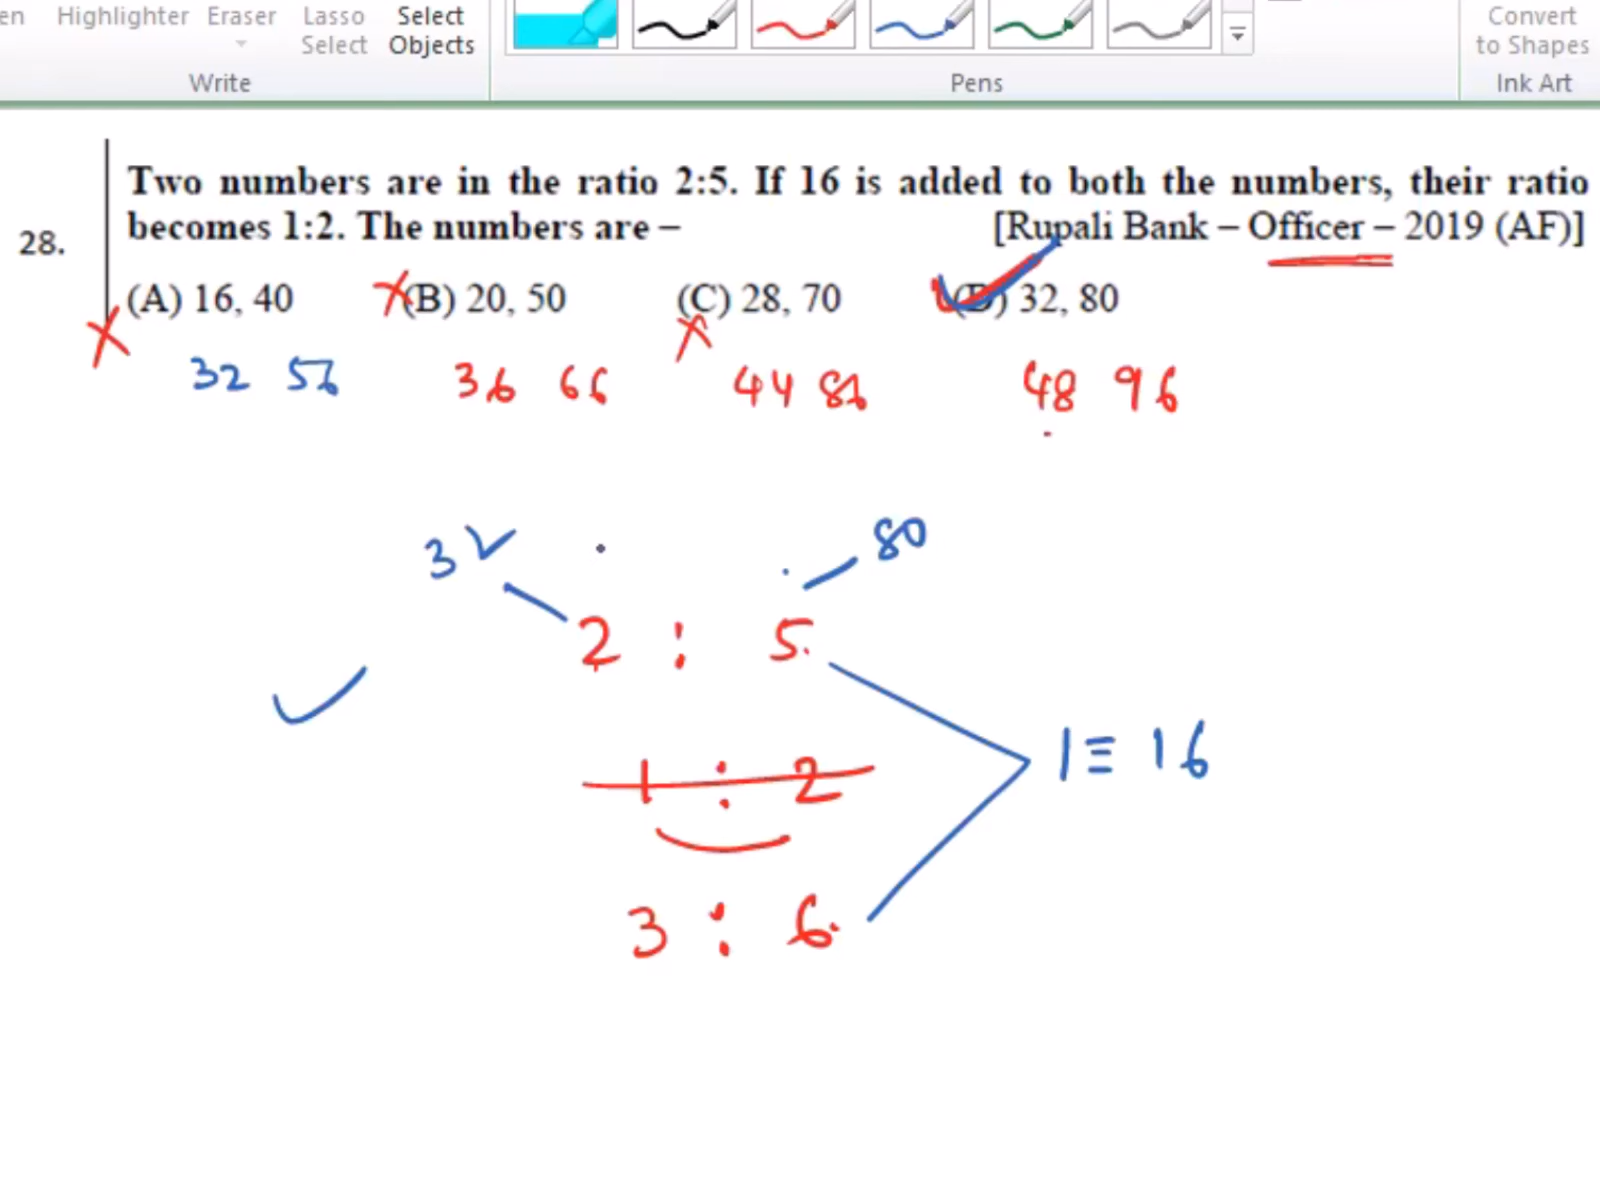 en Highlighter Eraser Lasso Select Select Objects Convert to Shapes
Write Pens Ink Art
28.
Two numbers are in the ratio 2:5. If 16 is added to both the numbers, their ratio
becomes 1:2. The numbers are – [Rupali Bank – Officer – 2019 (AF)]
(A) 16, 40 (B) 20, 50 (C) 28, 70 (D) 32, 80
32 56 36 66 44 86 48 96
32 80
2 : 5
1 : 2 1 ≡ 16
3 : 6